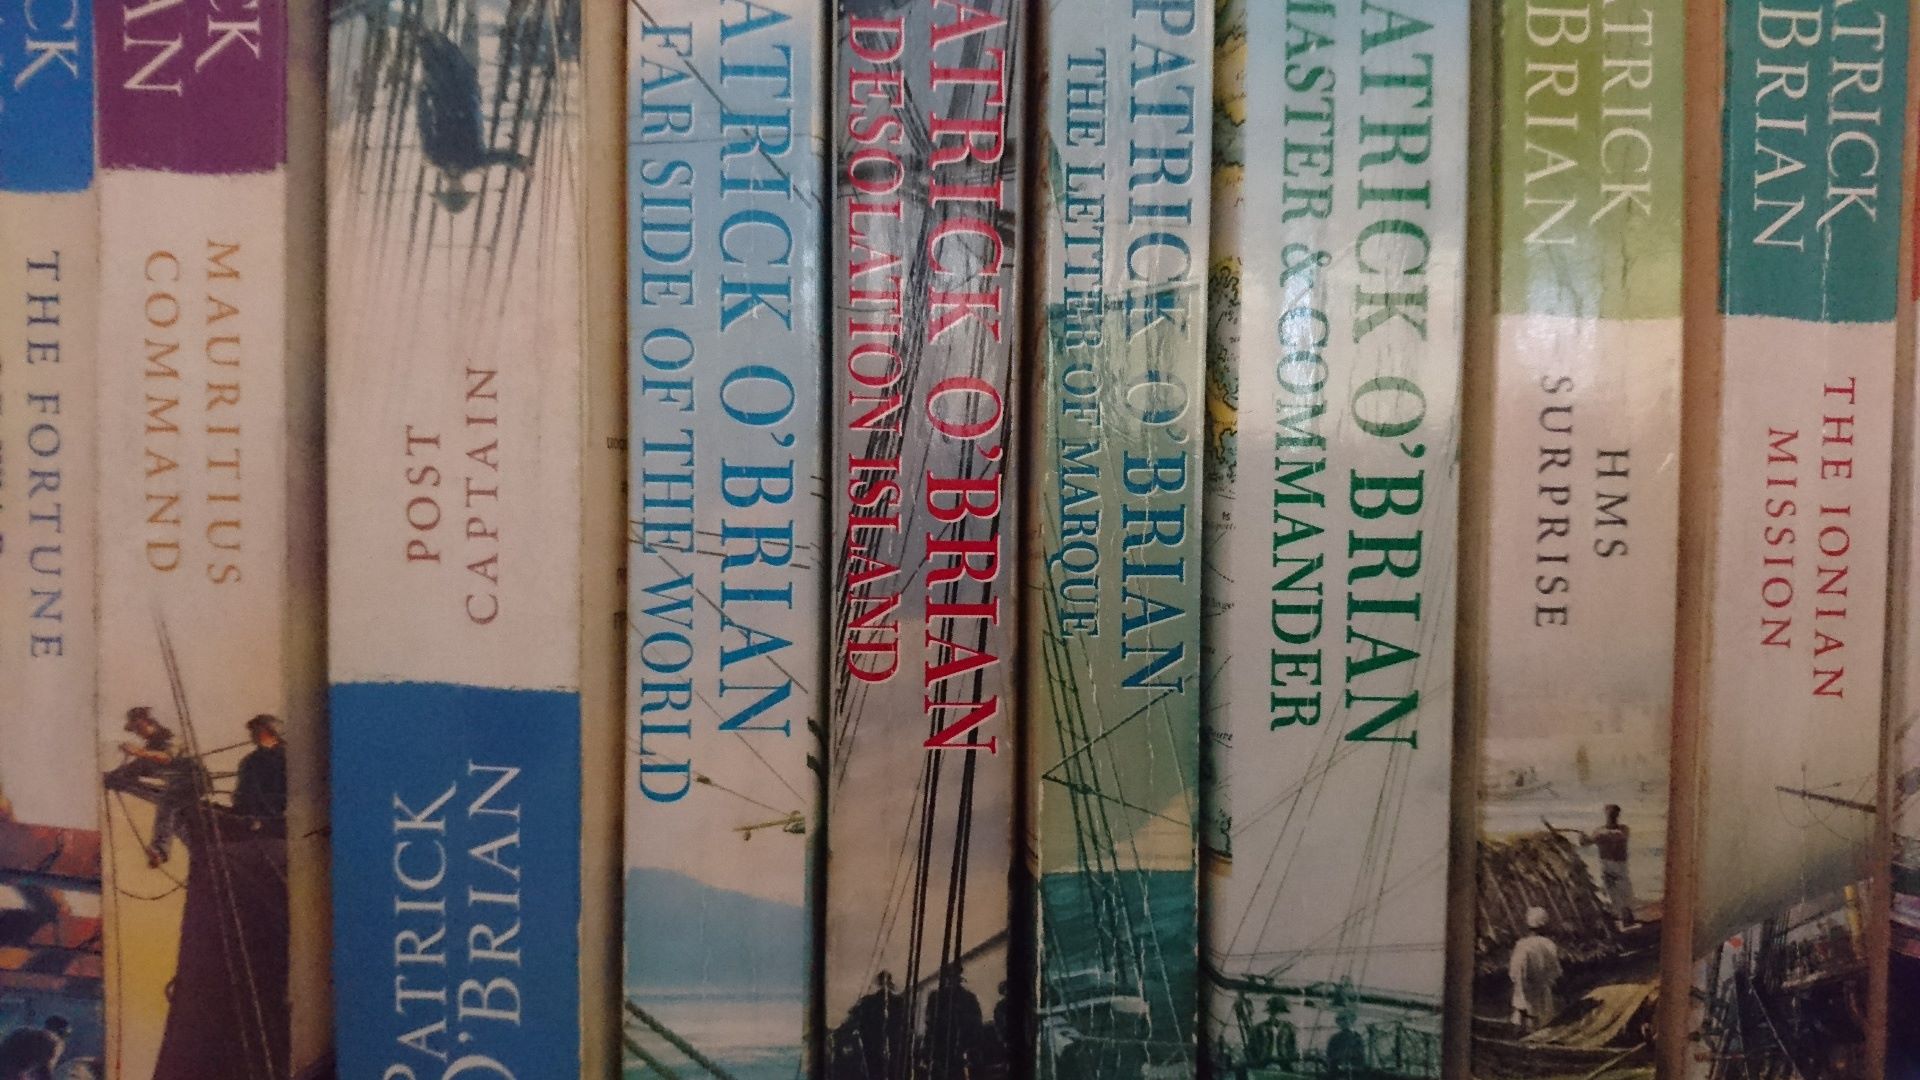 THE FORTUNE
MAURITIUS
COMMAND
POST
CAPTAIN
PATRICK
O'BRIAN
ATRICK O'BRIAN
FAR SIDE OF THE WORLD
ATRICK O'BRIAN
DESOLATION ISLAND
PATRICK O'BRIAN
THE LETTER OF MARQUE
ATRICK O'BRIAN
MASTER & COMMANDER
ATRICK
BRIAN
HMS
SURPRISE
ATRICK
BRIAN
THE IONIAN
MISSION